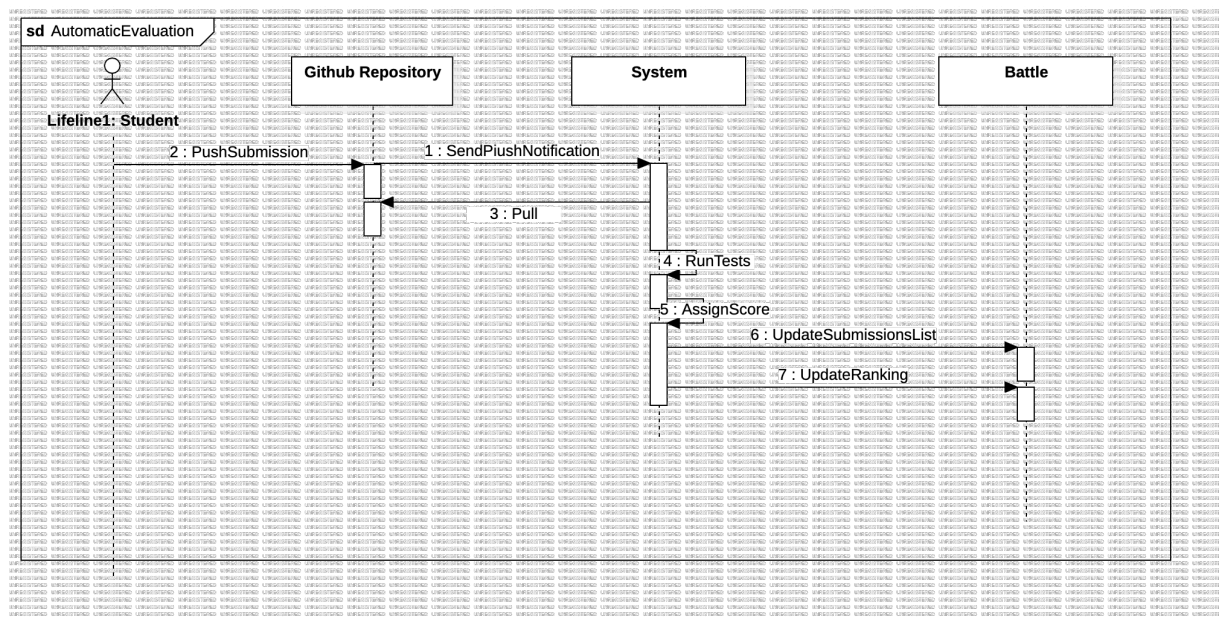 sd AutomaticEvaluation
Github Repository
System
Battle
Lifeline1: Student
2 : PushSubmission
1 : SendPiushNotification
3 : Pull
4 : RunTests
5 : AssignScore
6 : UpdateSubmissionsList
7 : UpdateRanking